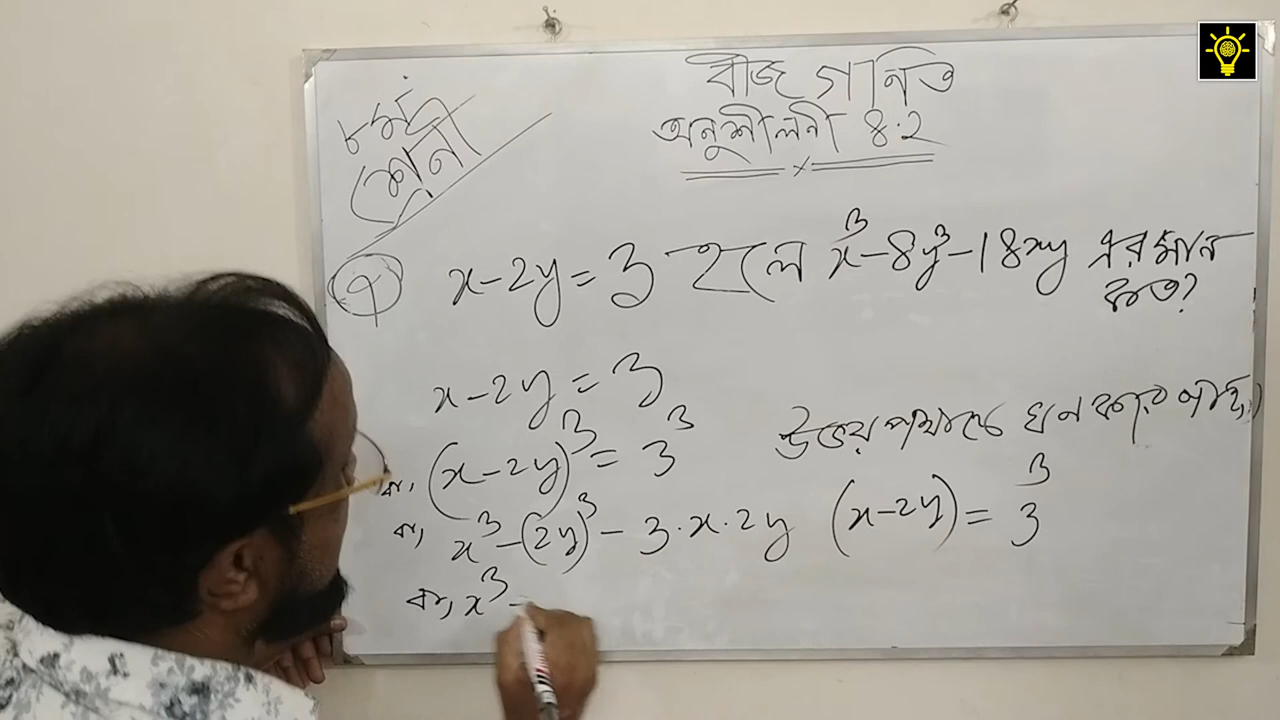 বীজ গনিত
অনুশীলনী ৪.২
৮ম
শ্রেনী
৭ x-2y=3 হলে x³-8y³-18xy এর মান
কত?
x-2y=3
বা, (x-2y)³=3³ উভয় পক্ষকে ঘন করে পাই,
বা, x³-(2y)³-3·x·2y (x-2y)=3³
বা, x³-